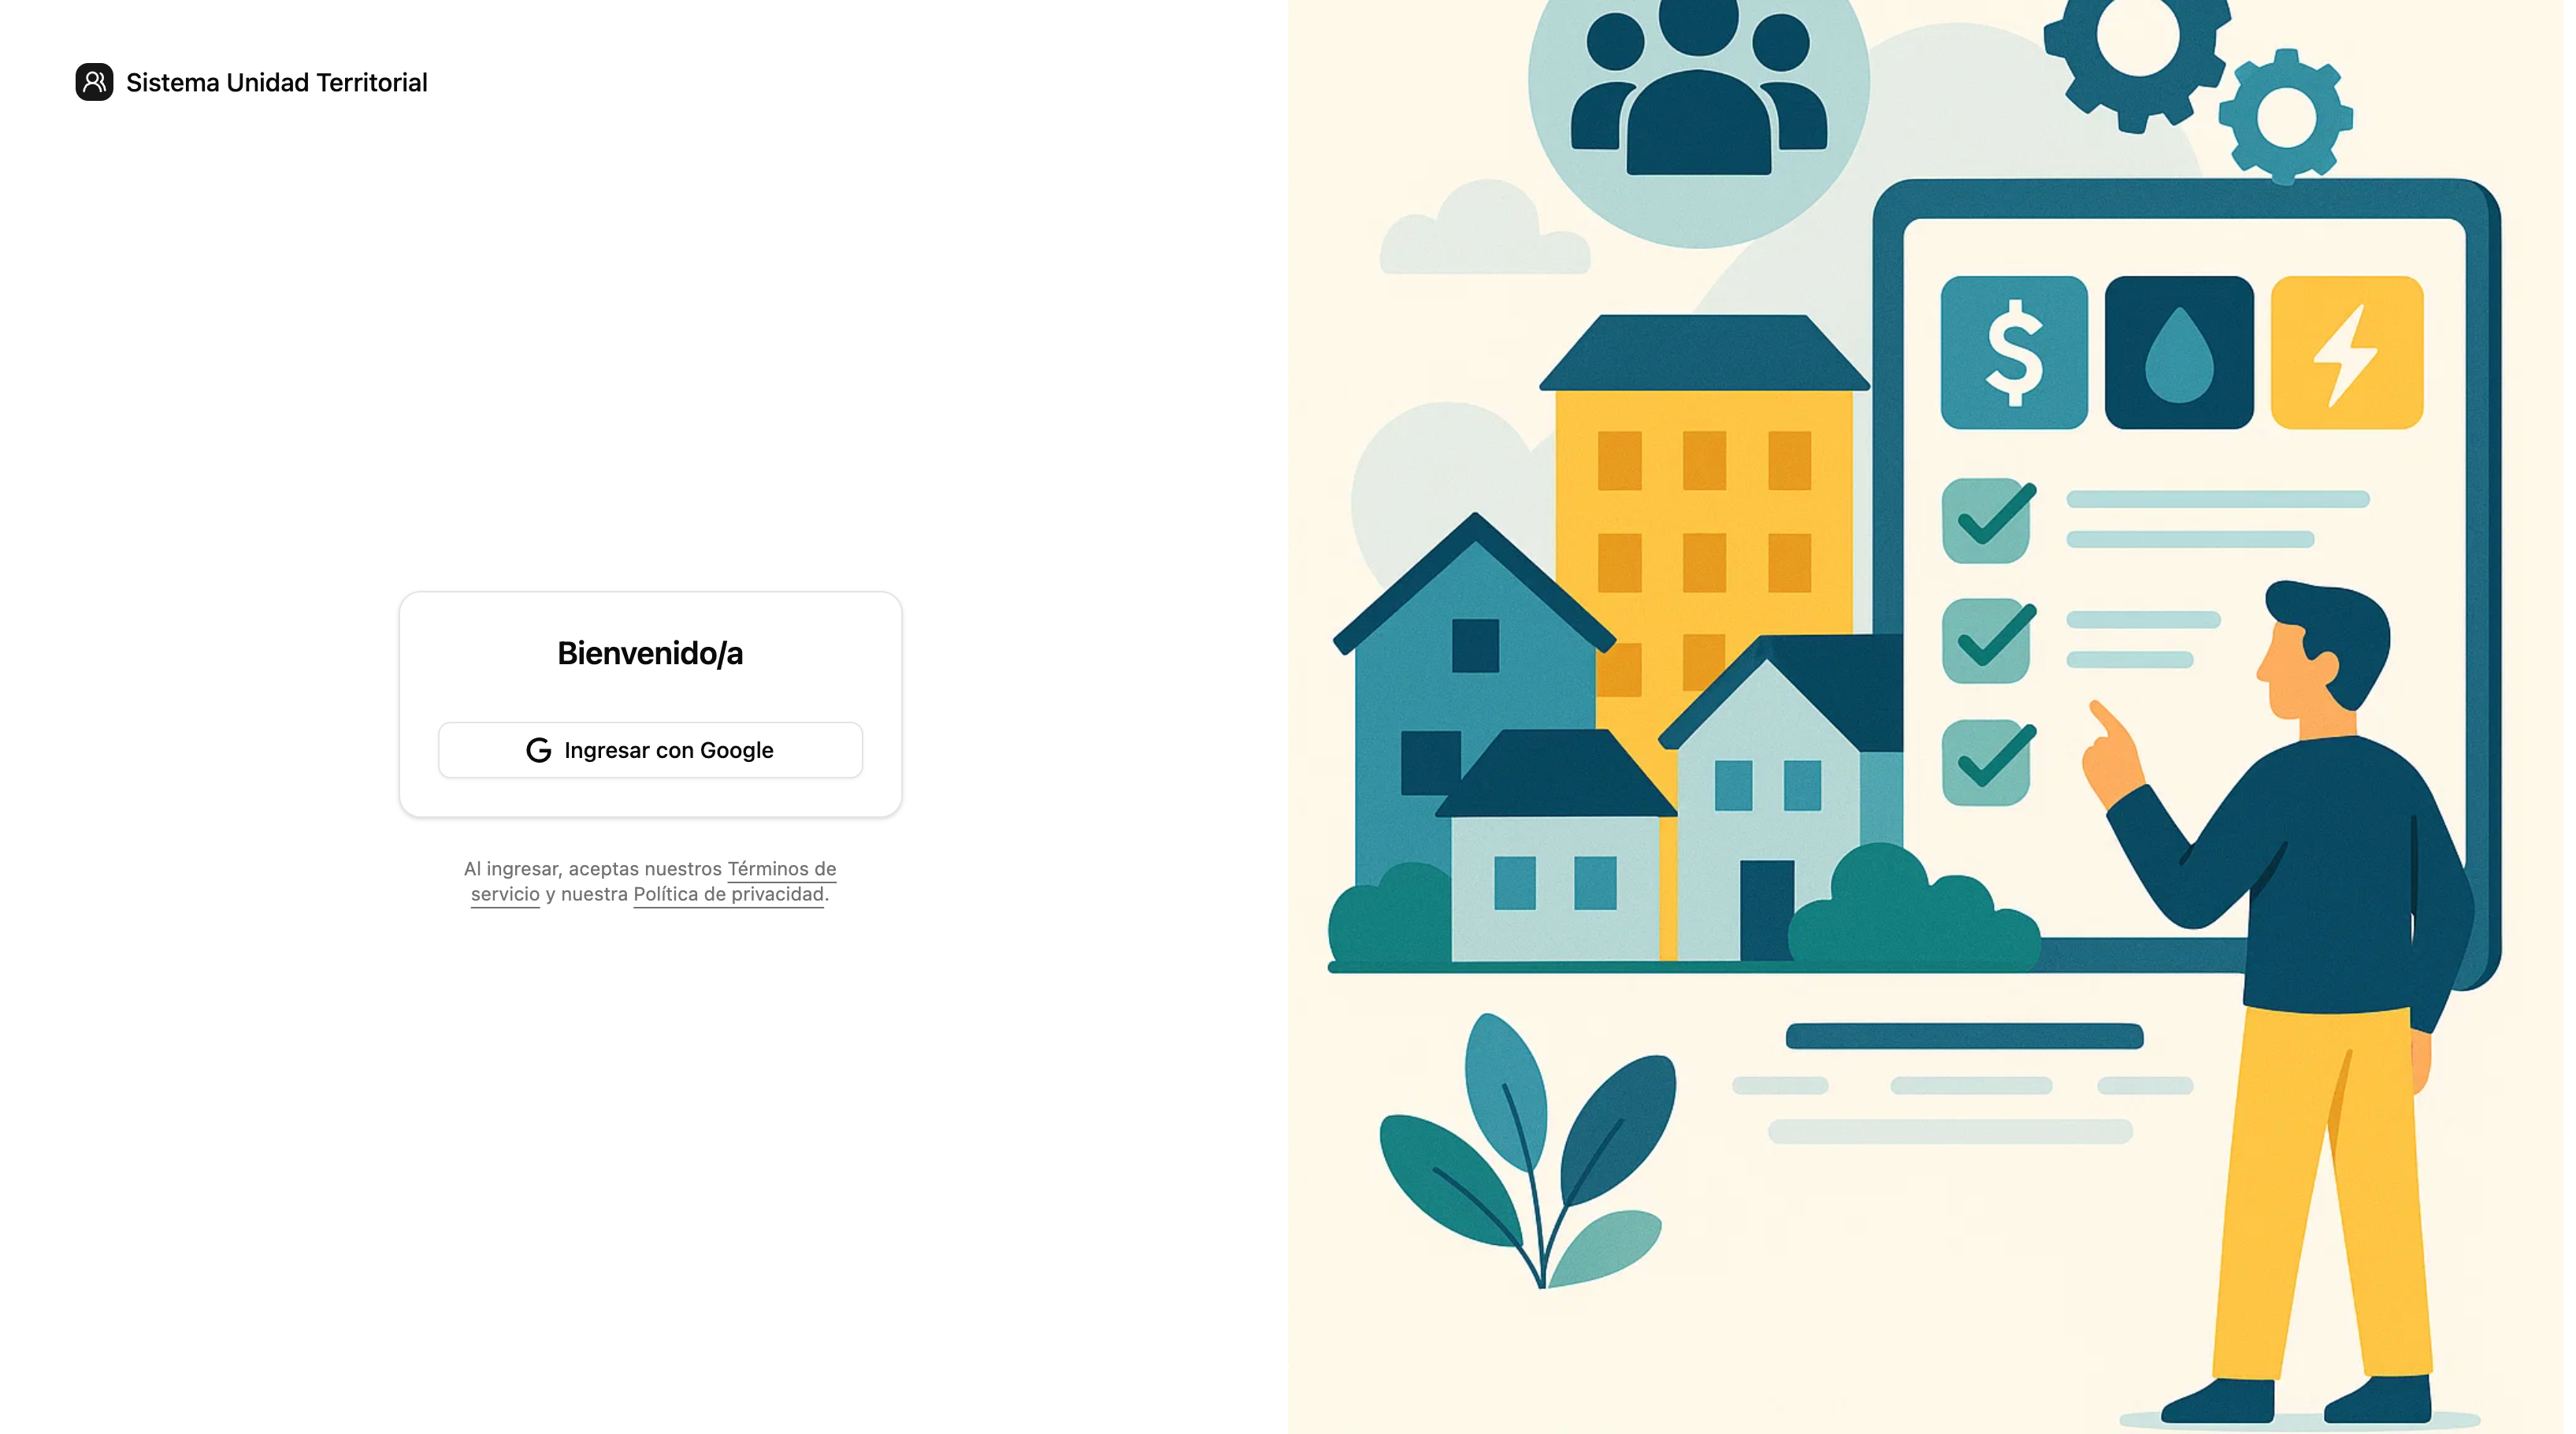 Sistema Unidad Territorial
Bienvenido/a
Ingresar con Google
Al ingresar, aceptas nuestros Términos de
servicio y nuestra Política de privacidad.
$